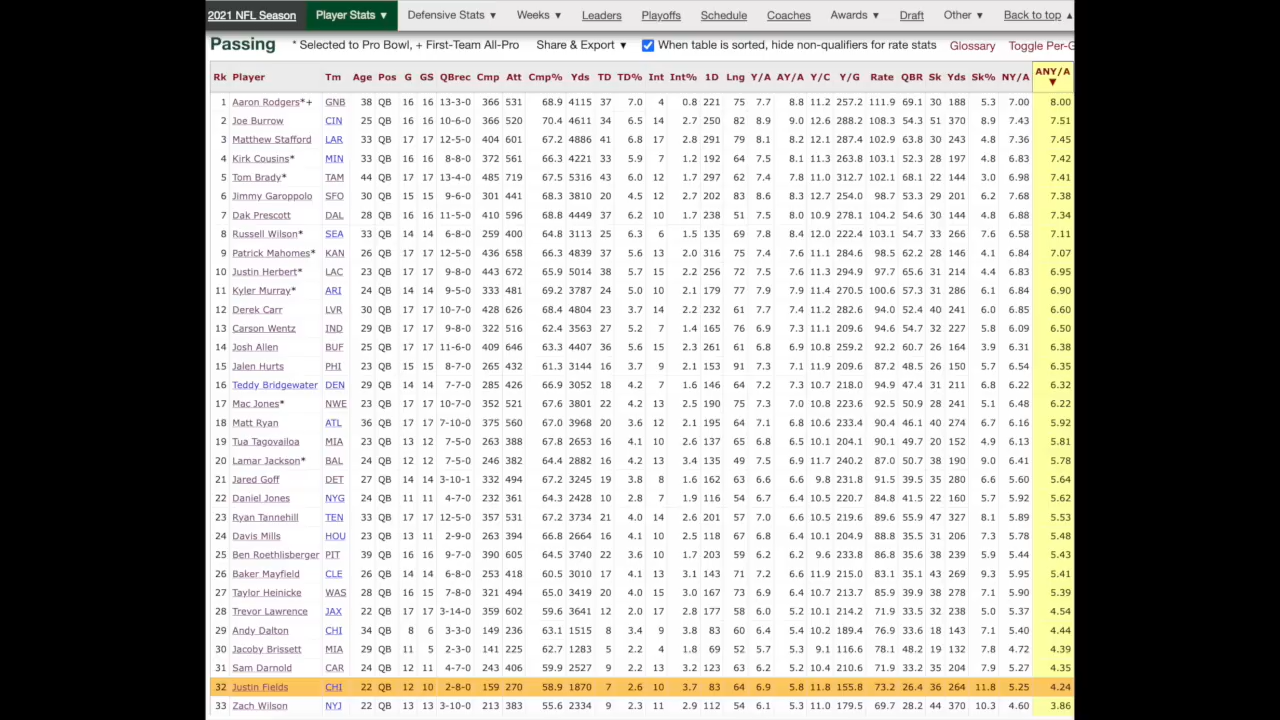 2021 NFL Season Player Stats ▼ Defensive Stats ▼ Weeks ▼ Leaders Playoffs Schedule Coaches Awards ▼ Draft Other ▼ Back to top ▲
Passing * Selected to Pro Bowl, + First-Team All-Pro Share & Export ▼ When table is sorted, hide non-qualifiers for rate stats Glossary Toggle Per-G
Rk Player Tm Age Pos G GS QBrec Cmp Att Cmp% Yds TD TD% Int Int% 1D Lng Y/A AY/A Y/C Y/G Rate QBR Sk Yds Sk% NY/A ANY/A ▼
1 Aaron Rodgers*+ GNB 38 QB 16 16 13-3-0 366 531 68.9 4115 37 7.0 4 0.8 221 75 7.7 8.8 11.2 257.2 111.9 69.1 30 188 5.3 7.00 8.00
2 Joe Burrow CIN 25 QB 16 16 10-6-0 366 520 70.4 4611 34 6.5 14 2.7 250 82 8.9 9.0 12.6 288.2 108.3 54.3 51 370 8.9 7.43 7.51
3 Matthew Stafford LAR 33 QB 17 17 12-5-0 404 601 67.2 4886 41 6.8 17 2.8 291 79 8.1 8.2 12.1 287.4 102.9 63.8 30 243 4.8 7.36 7.45
4 Kirk Cousins* MIN 33 QB 16 16 8-8-0 372 561 66.3 4221 33 5.9 7 1.2 192 64 7.5 8.1 11.3 263.8 103.1 52.3 28 197 4.8 6.83 7.42
5 Tom Brady* TAM 44 QB 17 17 13-4-0 485 719 67.5 5316 43 6.0 12 1.7 297 62 7.4 7.8 11.0 312.7 102.1 68.1 22 144 3.0 6.98 7.41
6 Jimmy Garoppolo SFO 30 QB 15 15 9-6-0 301 441 68.3 3810 20 4.5 12 2.7 202 83 8.6 8.3 12.7 254.0 98.7 53.3 29 201 6.2 7.68 7.38
7 Dak Prescott DAL 28 QB 16 16 11-5-0 410 596 68.8 4449 37 6.2 10 1.7 238 51 7.5 8.0 10.9 278.1 104.2 54.6 30 144 4.8 6.88 7.34
8 Russell Wilson* SEA 33 QB 14 14 6-8-0 259 400 64.8 3113 25 6.3 6 1.5 135 69 7.8 8.4 12.0 222.4 103.1 54.7 33 266 7.6 6.58 7.11
9 Patrick Mahomes* KAN 26 QB 17 17 12-5-0 436 658 66.3 4839 37 5.6 13 2.0 316 75 7.4 7.6 11.1 284.6 98.5 62.2 28 146 4.1 6.84 7.07
10 Justin Herbert* LAC 23 QB 17 17 9-8-0 443 672 65.9 5014 38 5.7 15 2.2 256 72 7.5 7.6 11.3 294.9 97.7 65.6 31 214 4.4 6.83 6.95
11 Kyler Murray* ARI 24 QB 14 14 9-5-0 333 481 69.2 3787 24 5.0 10 2.1 179 77 7.9 7.9 11.4 270.5 100.6 57.3 31 286 6.1 6.84 6.90
12 Derek Carr LVR 30 QB 17 17 10-7-0 428 626 68.4 4804 23 3.7 14 2.2 232 61 7.7 7.4 11.2 282.6 94.0 52.4 40 241 6.0 6.85 6.60
13 Carson Wentz IND 29 QB 17 17 9-8-0 322 516 62.4 3563 27 5.2 7 1.4 165 76 6.9 7.3 11.1 209.6 94.6 54.7 32 227 5.8 6.09 6.50
14 Josh Allen BUF 25 QB 17 17 11-6-0 409 646 63.3 4407 36 5.6 15 2.3 261 61 6.8 6.9 10.8 259.2 92.2 60.7 26 164 3.9 6.31 6.38
15 Jalen Hurts PHI 23 QB 15 15 8-7-0 265 432 61.3 3144 16 3.7 9 2.1 153 91 7.3 7.1 11.9 209.6 87.2 48.5 26 150 5.7 6.54 6.35
16 Teddy Bridgewater DEN 29 QB 14 14 7-7-0 285 426 66.9 3052 18 4.2 7 1.6 144 64 7.2 7.3 10.7 218.0 94.9 47.4 31 211 6.8 6.22 6.32
17 Mac Jones* NWE 23 QB 17 17 10-7-0 352 521 67.6 3801 22 4.2 13 2.5 190 75 7.3 7.0 10.8 223.6 92.5 50.9 28 241 5.1 6.48 6.22
18 Matt Ryan ATL 36 QB 17 17 7-10-0 375 560 67.0 3968 20 3.6 12 2.1 195 64 7.1 6.8 10.6 233.4 90.4 46.1 40 274 6.7 6.16 5.92
19 Tua Tagovailoa MIA 23 QB 13 12 7-5-0 263 388 67.8 2653 16 4.1 10 2.6 137 65 6.8 6.5 10.1 204.1 90.1 49.7 20 152 4.9 6.13 5.81
20 Lamar Jackson* BAL 24 QB 12 12 7-5-0 246 382 64.4 2882 16 4.2 13 3.4 135 49 7.5 6.9 11.7 240.2 87.0 50.7 38 190 9.0 6.41 5.78
21 Jared Goff DET 27 QB 14 14 3-10-1 332 494 67.2 3245 19 3.8 8 1.6 162 63 6.6 6.6 9.8 231.8 91.5 39.5 35 280 6.6 5.60 5.64
22 Daniel Jones NYG 24 QB 11 11 4-7-0 232 361 64.3 2428 10 2.8 7 1.9 116 54 6.7 6.4 10.5 220.7 84.8 41.5 22 160 5.7 5.92 5.62
23 Ryan Tannehill TEN 33 QB 17 17 12-5-0 357 531 67.2 3734 21 4.0 14 2.6 201 57 7.0 6.6 10.5 219.6 89.6 55.9 47 327 8.1 5.89 5.53
24 Davis Mills HOU 23 QB 13 11 2-9-0 263 394 66.8 2664 16 4.1 10 2.5 118 67 6.8 6.4 10.1 204.9 88.8 35.5 31 206 7.3 5.78 5.48
25 Ben Roethlisberger PIT 39 QB 16 16 9-7-0 390 605 64.5 3740 22 3.6 10 1.7 203 50 6.2 6.2 9.6 233.8 86.8 35.6 38 239 5.9 5.44 5.43
26 Baker Mayfield CLE 26 QB 14 14 6-8-0 253 418 60.5 3010 17 4.1 13 3.1 143 71 7.2 6.6 11.9 215.0 83.1 35.1 43 269 9.3 5.95 5.41
27 Taylor Heinicke WAS 28 QB 16 15 7-8-0 321 494 65.0 3419 20 4.0 15 3.0 167 73 6.9 6.4 10.7 213.7 85.9 39.9 38 278 7.1 5.90 5.39
28 Trevor Lawrence JAX 22 QB 17 17 3-14-0 359 602 59.6 3641 12 2.0 17 2.8 171 58 6.0 5.2 10.1 214.2 71.9 33.5 32 238 5.0 5.37 4.54
29 Andy Dalton CHI 34 QB 8 6 3-3-0 149 236 63.1 1515 8 3.4 9 3.8 83 60 6.4 5.4 10.2 189.4 76.9 33.6 18 143 7.1 5.40 4.44
30 Jacoby Brissett MIA 29 QB 11 5 2-3-0 141 225 62.7 1283 5 2.2 4 1.8 62 52 5.7 5.3 9.1 116.6 78.1 48.2 19 132 7.8 4.72 4.39
31 Sam Darnold CAR 24 QB 12 11 4-7-0 243 406 59.9 2527 9 2.2 13 3.2 123 63 6.2 5.2 10.4 210.6 71.9 33.2 35 204 7.9 5.27 4.35
32 Justin Fields CHI 22 QB 12 10 2-8-0 159 270 58.9 1870 7 2.6 10 3.7 83 64 6.9 5.8 11.8 155.8 73.2 26.4 36 264 11.8 5.25 4.24
33 Zach Wilson NYJ 22 QB 13 13 3-10-0 213 383 55.6 2334 9 2.3 11 2.9 112 54 6.1 5.3 11.0 179.5 69.7 28.2 44 370 10.3 4.60 3.86